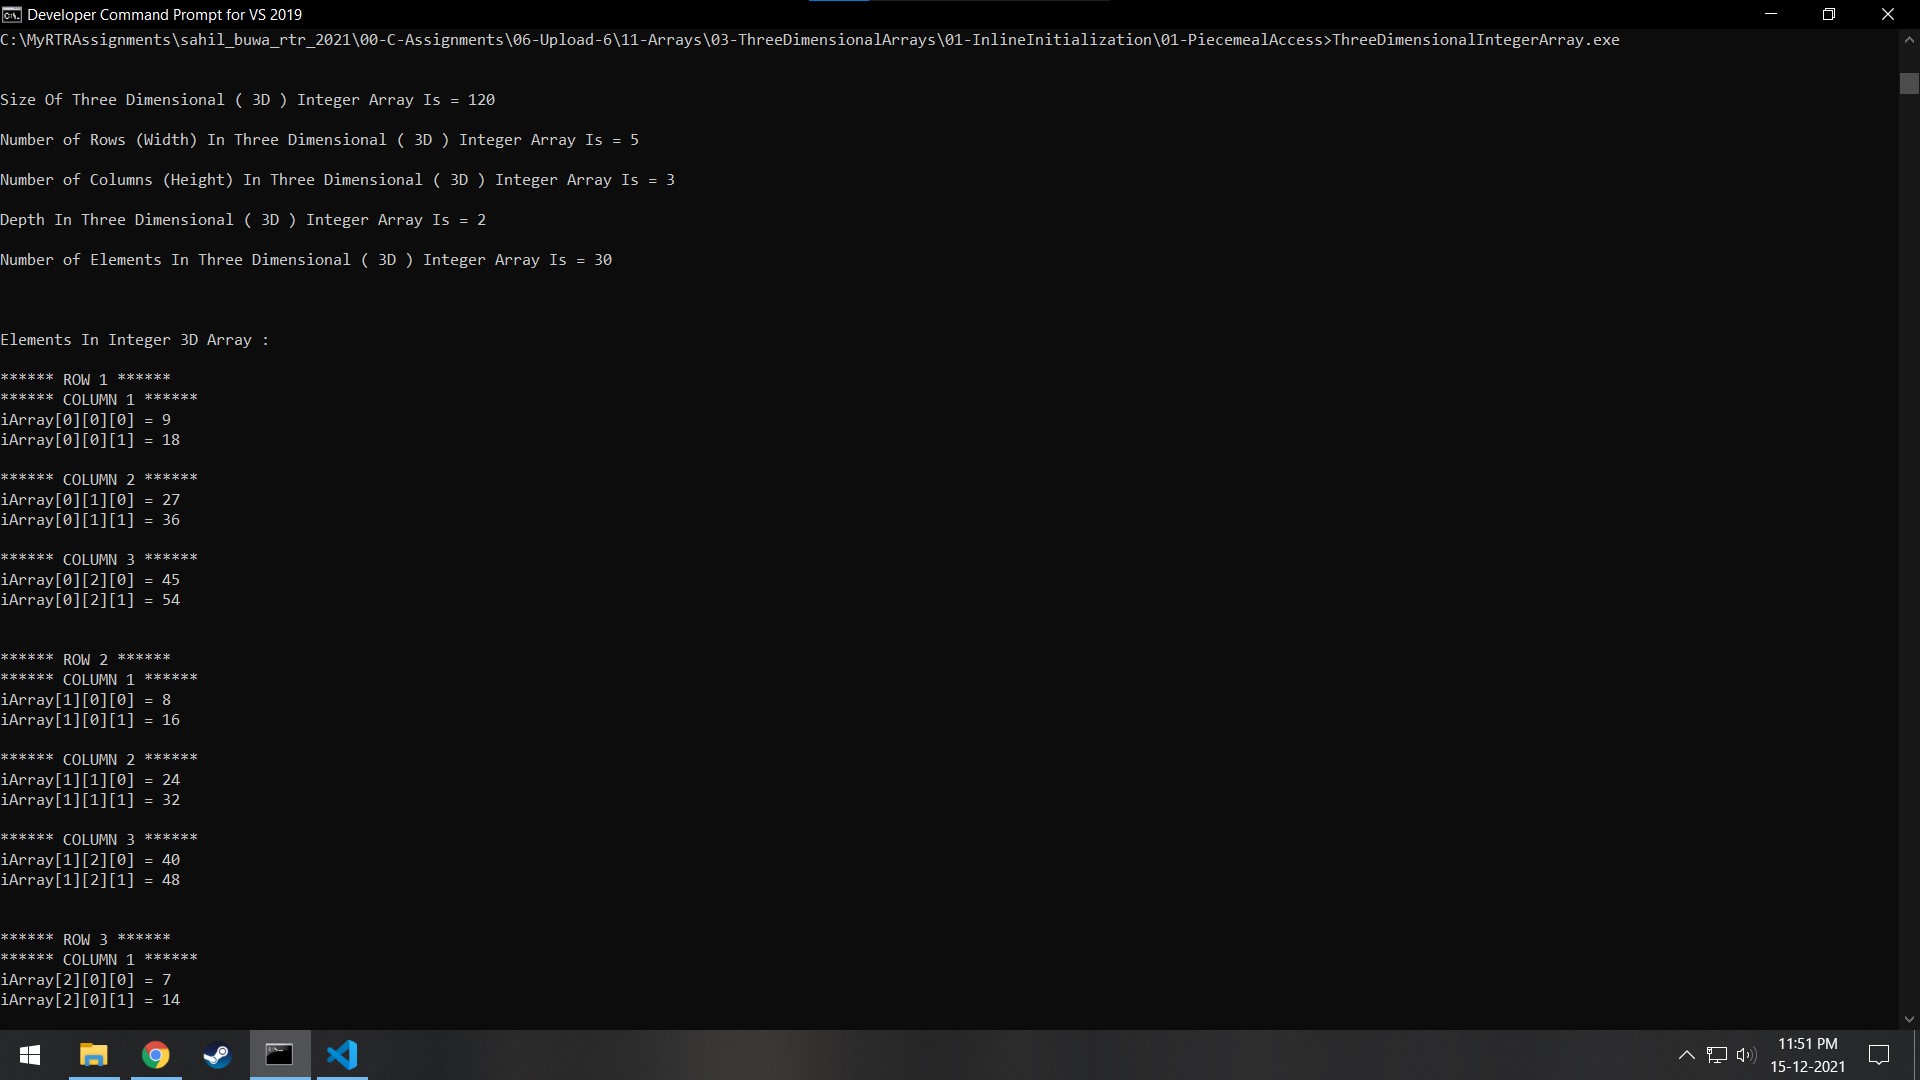 Developer Command Prompt for VS 2019
C:\MyRTRAssignments\sahil_buwa_rtr_2021\00-C-Assignments\06-Upload-6\11-Arrays\03-ThreeDimensionalArrays\01-InlineInitialization\01-PiecemealAccess>ThreeDimensionalIntegerArray.exe
Size Of Three Dimensional ( 3D ) Integer Array Is = 120
Number of Rows (Width) In Three Dimensional ( 3D ) Integer Array Is = 5
Number of Columns (Height) In Three Dimensional ( 3D ) Integer Array Is = 3
Depth In Three Dimensional ( 3D ) Integer Array Is = 2
Number of Elements In Three Dimensional ( 3D ) Integer Array Is = 30
Elements In Integer 3D Array :
****** ROW 1 ******
****** COLUMN 1 ******
iArray[0][0][0] = 9
iArray[0][0][1] = 18
****** COLUMN 2 ******
iArray[0][1][0] = 27
iArray[0][1][1] = 36
****** COLUMN 3 ******
iArray[0][2][0] = 45
iArray[0][2][1] = 54
****** ROW 2 ******
****** COLUMN 1 ******
iArray[1][0][0] = 8
iArray[1][0][1] = 16
****** COLUMN 2 ******
iArray[1][1][0] = 24
iArray[1][1][1] = 32
****** COLUMN 3 ******
iArray[1][2][0] = 40
iArray[1][2][1] = 48
****** ROW 3 ******
****** COLUMN 1 ******
iArray[2][0][0] = 7
iArray[2][0][1] = 14
11:51 PM
15-12-2021